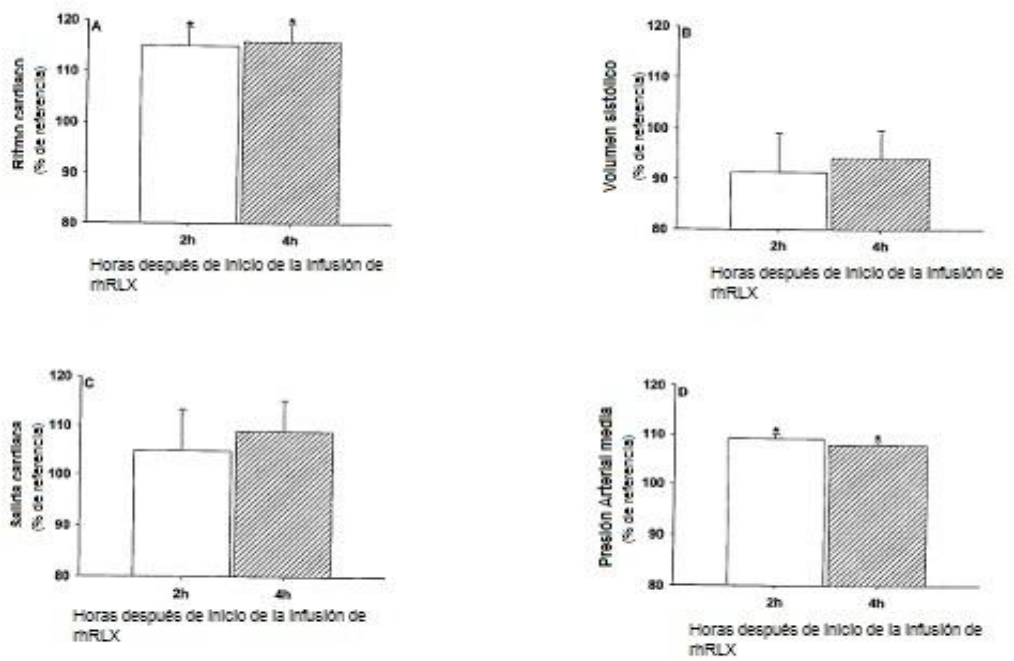 A
Ritmo cardiaco
(% de referencia)
120
110
100
90
80
*
*
2h
4h
Horas después de inicio de la infusión de
rhRLX
B
Volumen sistólico
(% de referencia)
120
110
100
90
80
2h
4h
Horas después de inicio de la infusión de
rhRLX
C
Salida cardiaca
(% de referencia)
120
110
100
90
80
2h
4h
Horas después de inicio de la infusión de
rhRLX
D
Presión Arterial media
(% de referencia)
120
110
100
90
80
*
*
2h
4h
Horas después de inicio de la infusión de
rhRLX